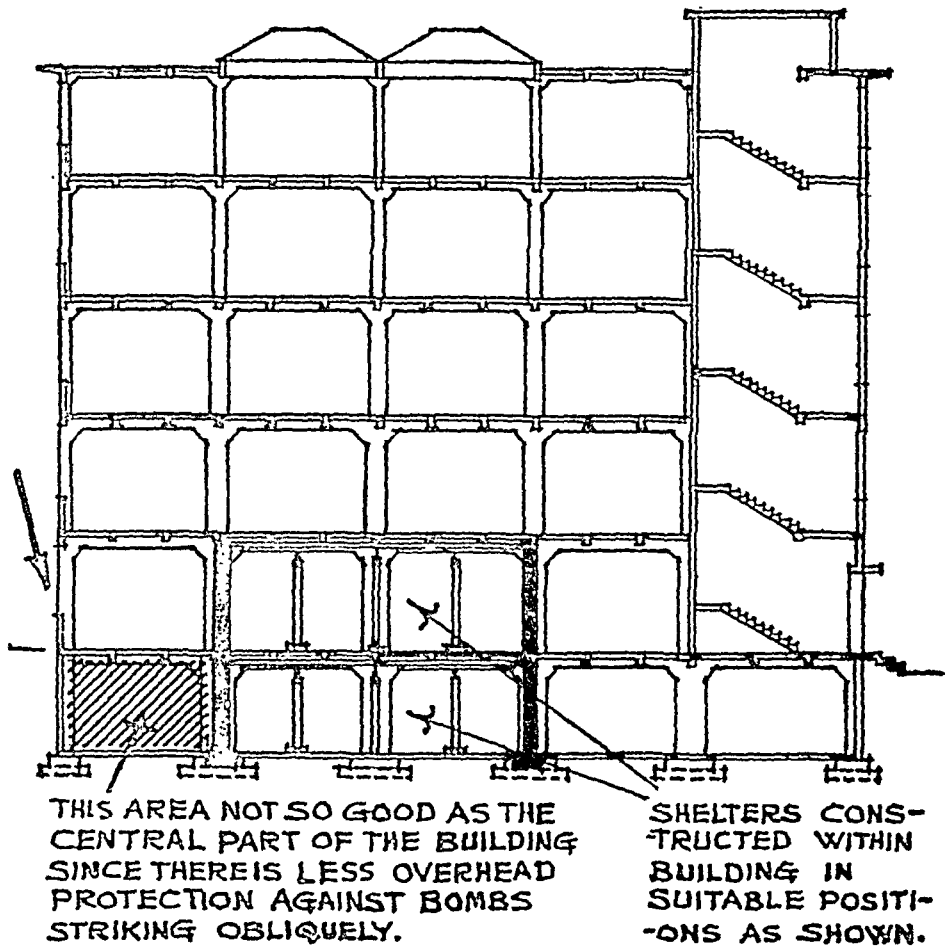 THIS AREA NOT SO GOOD AS THE
CENTRAL PART OF THE BUILDING
SINCE THERE IS LESS OVERHEAD
PROTECTION AGAINST BOMBS
STRIKING OBLIQUELY.
SHELTERS CONS-
-TRUCTED WITHIN
BUILDING IN
SUITABLE POSITI-
-ONS AS SHOWN.